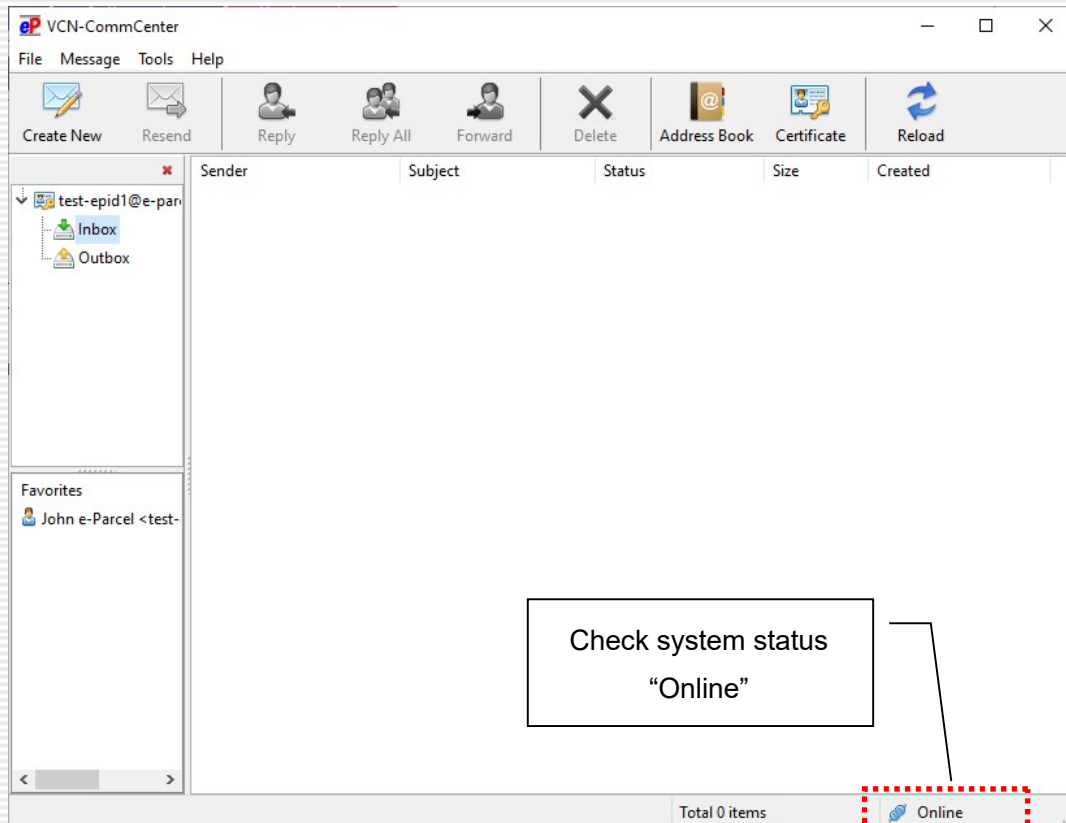 eP VCN-CommCenter
File Message Tools Help
Create New Resend Reply Reply All Forward Delete Address Book Certificate Reload
Sender Subject Status Size Created
test-epid1@e-par
Inbox
Outbox
Favorites
John e-Parcel <test-
Check system status
“Online”
Total 0 items Online